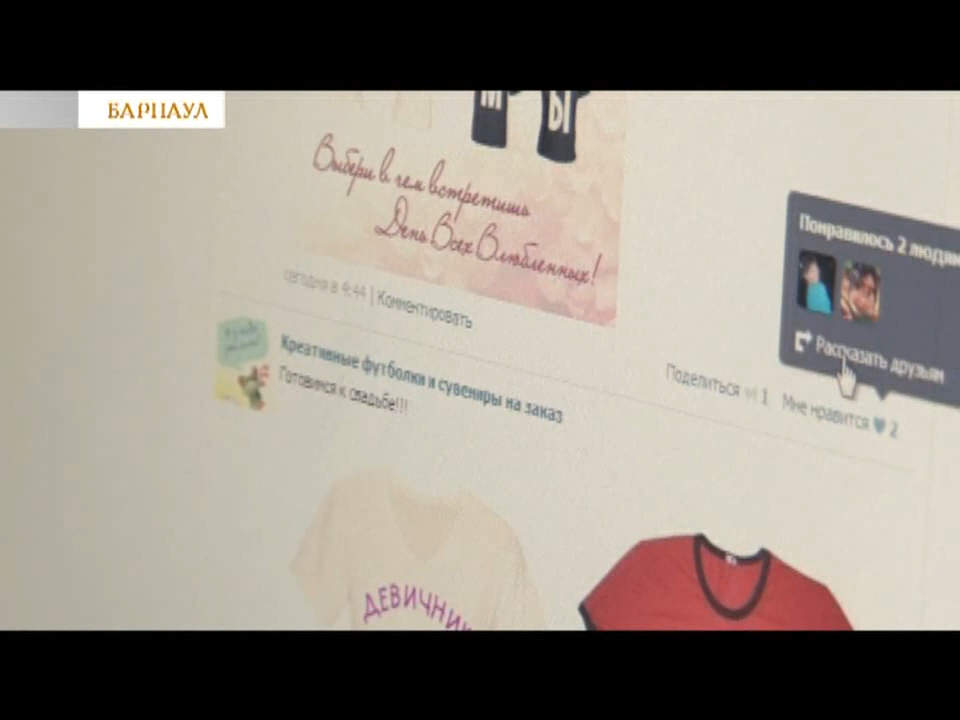 БАРНАУЛ
М Ы
Выбери в чем встретишь
День Всех Влюбленных!
сегодня в 4:44 | Комментировать
Понравилось 2 людям
Рассказать друзьям
Поделиться 1 Мне нравится 2
Креативные футболки и сувениры на заказ
Готовимся к свадьбе!!!
ДЕВИЧНИК